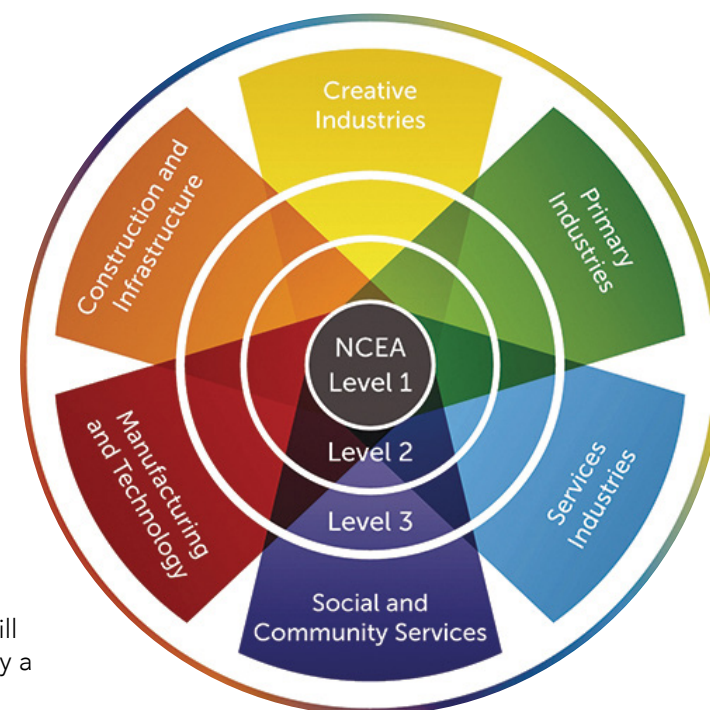 Creative
Industries
Primary
Industries
Services
Industries
Social and
Community Services
Manufacturing
and Technology
Construction and
Infrastructure
NCEA
Level 1
Level 2
Level 3
ill
y a